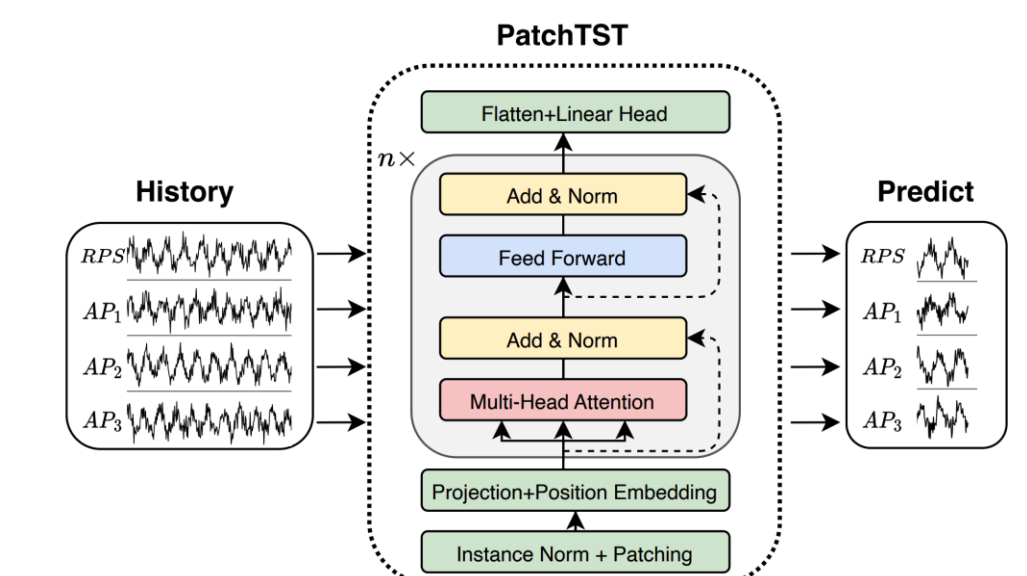 PatchTST
Flatten+Linear Head
n×
History
Add & Norm
Predict
RPS
Feed Forward
RPS
AP1
AP1
Add & Norm
AP2
AP2
Multi-Head Attention
AP3
AP3
Projection+Position Embedding
Instance Norm + Patching